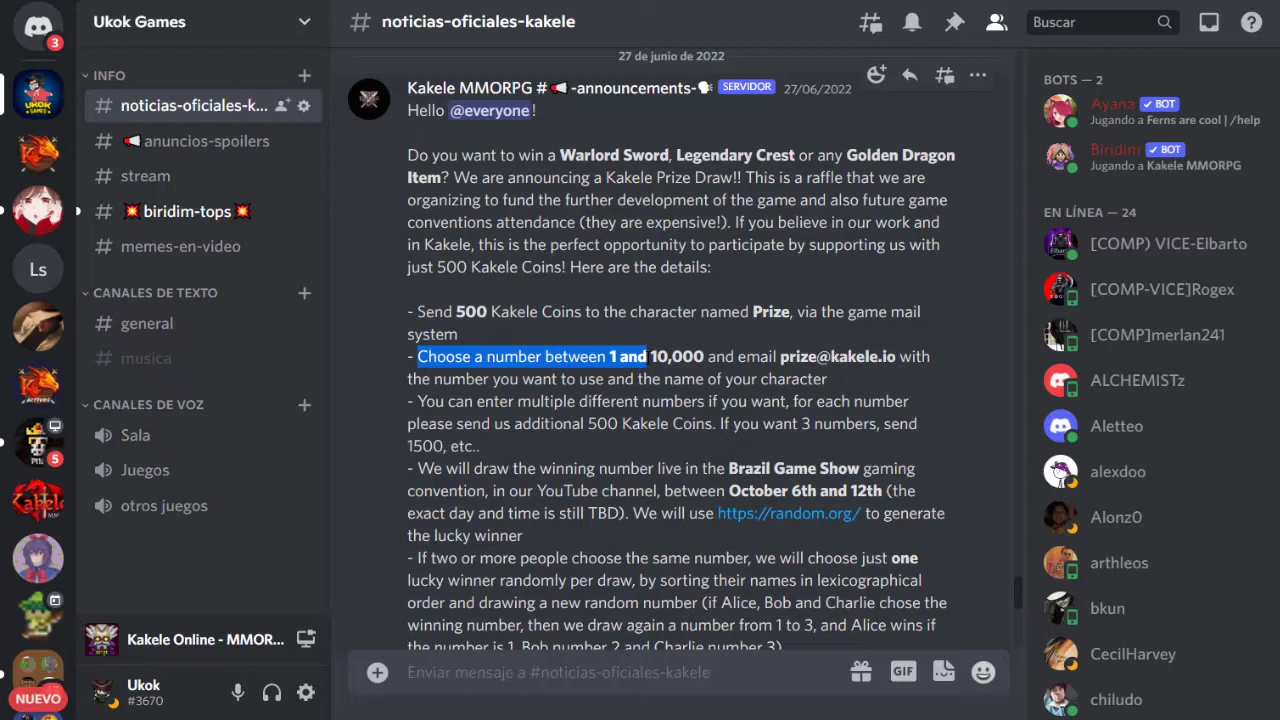 3
Ls
5
NUEVO
Ukok Games
INFO
noticias-oficiales-k...
anuncios-spoilers
stream
biridim-tops
memes-en-video
CANALES DE TEXTO
general
musica
CANALES DE VOZ
Sala
Juegos
otros juegos
Kakele Online - MMOR...
Ukok
#3670
noticias-oficiales-kakele
Buscar
27 de junio de 2022
Kakele MMORPG # -announcements- SERVIDOR 27/06/2022
Hello @everyone !
Do you want to win a Warlord Sword, Legendary Crest or any Golden Dragon
Item? We are announcing a Kakele Prize Draw!! This is a raffle that we are
organizing to fund the further development of the game and also future game
conventions attendance (they are expensive!). If you believe in our work and
in Kakele, this is the perfect opportunity to participate by supporting us with
just 500 Kakele Coins! Here are the details:
- Send 500 Kakele Coins to the character named Prize, via the game mail
system
- Choose a number between 1 and 10,000 and email prize@kakele.io with
the number you want to use and the name of your character
- You can enter multiple different numbers if you want, for each number
please send us additional 500 Kakele Coins. If you want 3 numbers, send
1500, etc..
- We will draw the winning number live in the Brazil Game Show gaming
convention, in our YouTube channel, between October 6th and 12th (the
exact day and time is still TBD). We will use https://random.org/ to generate
the lucky winner
- If two or more people choose the same number, we will choose just one
lucky winner randomly per draw, by sorting their names in lexicographical
order and drawing a new random number (if Alice, Bob and Charlie chose the
winning number, then we draw again a number from 1 to 3, and Alice wins if
the number is 1, Bob number 2 and Charlie number 3)
Enviar mensaje a #noticias-oficiales-kakele
GIF
BOTS — 2
Ayana BOT
Jugando a Ferns are cool | /help
Biridim BOT
Jugando a Kakele MMORPG
EN LÍNEA — 24
[COMP) VICE-Elbarto
[COMP-VICE]Rogex
[COMP]merlan241
ALCHEMISTz
Aletteo
alexdoo
Alonz0
arthleos
bkun
CecilHarvey
chiludo